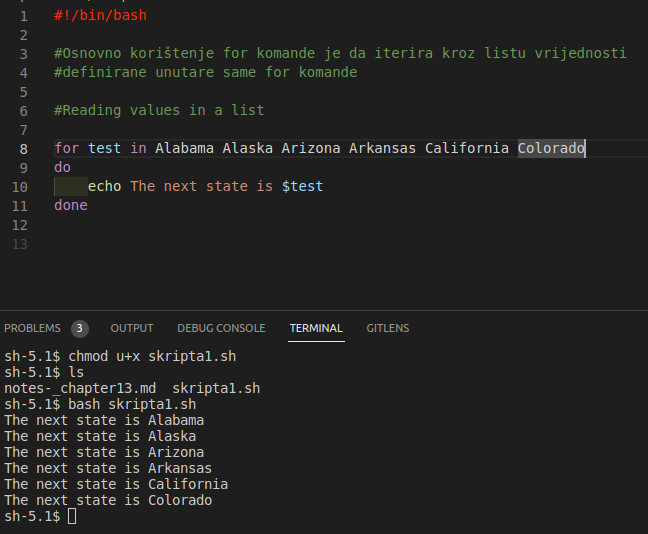 1 #!/bin/bash
2
3 #Osnovno korištenje for komande je da iterira kroz listu vrijednosti
4 #definirane unutare same for komande
5
6 #Reading values in a list
7
8 for test in Alabama Alaska Arizona Arkansas California Colorado
9 do
10 echo The next state is $test
11 done
12
13
PROBLEMS 3 OUTPUT DEBUG CONSOLE TERMINAL GITLENS
sh-5.1$ chmod u+x skripta1.sh
sh-5.1$ ls
notes-_chapter13.md skripta1.sh
sh-5.1$ bash skripta1.sh
The next state is Alabama
The next state is Alaska
The next state is Arizona
The next state is Arkansas
The next state is California
The next state is Colorado
sh-5.1$